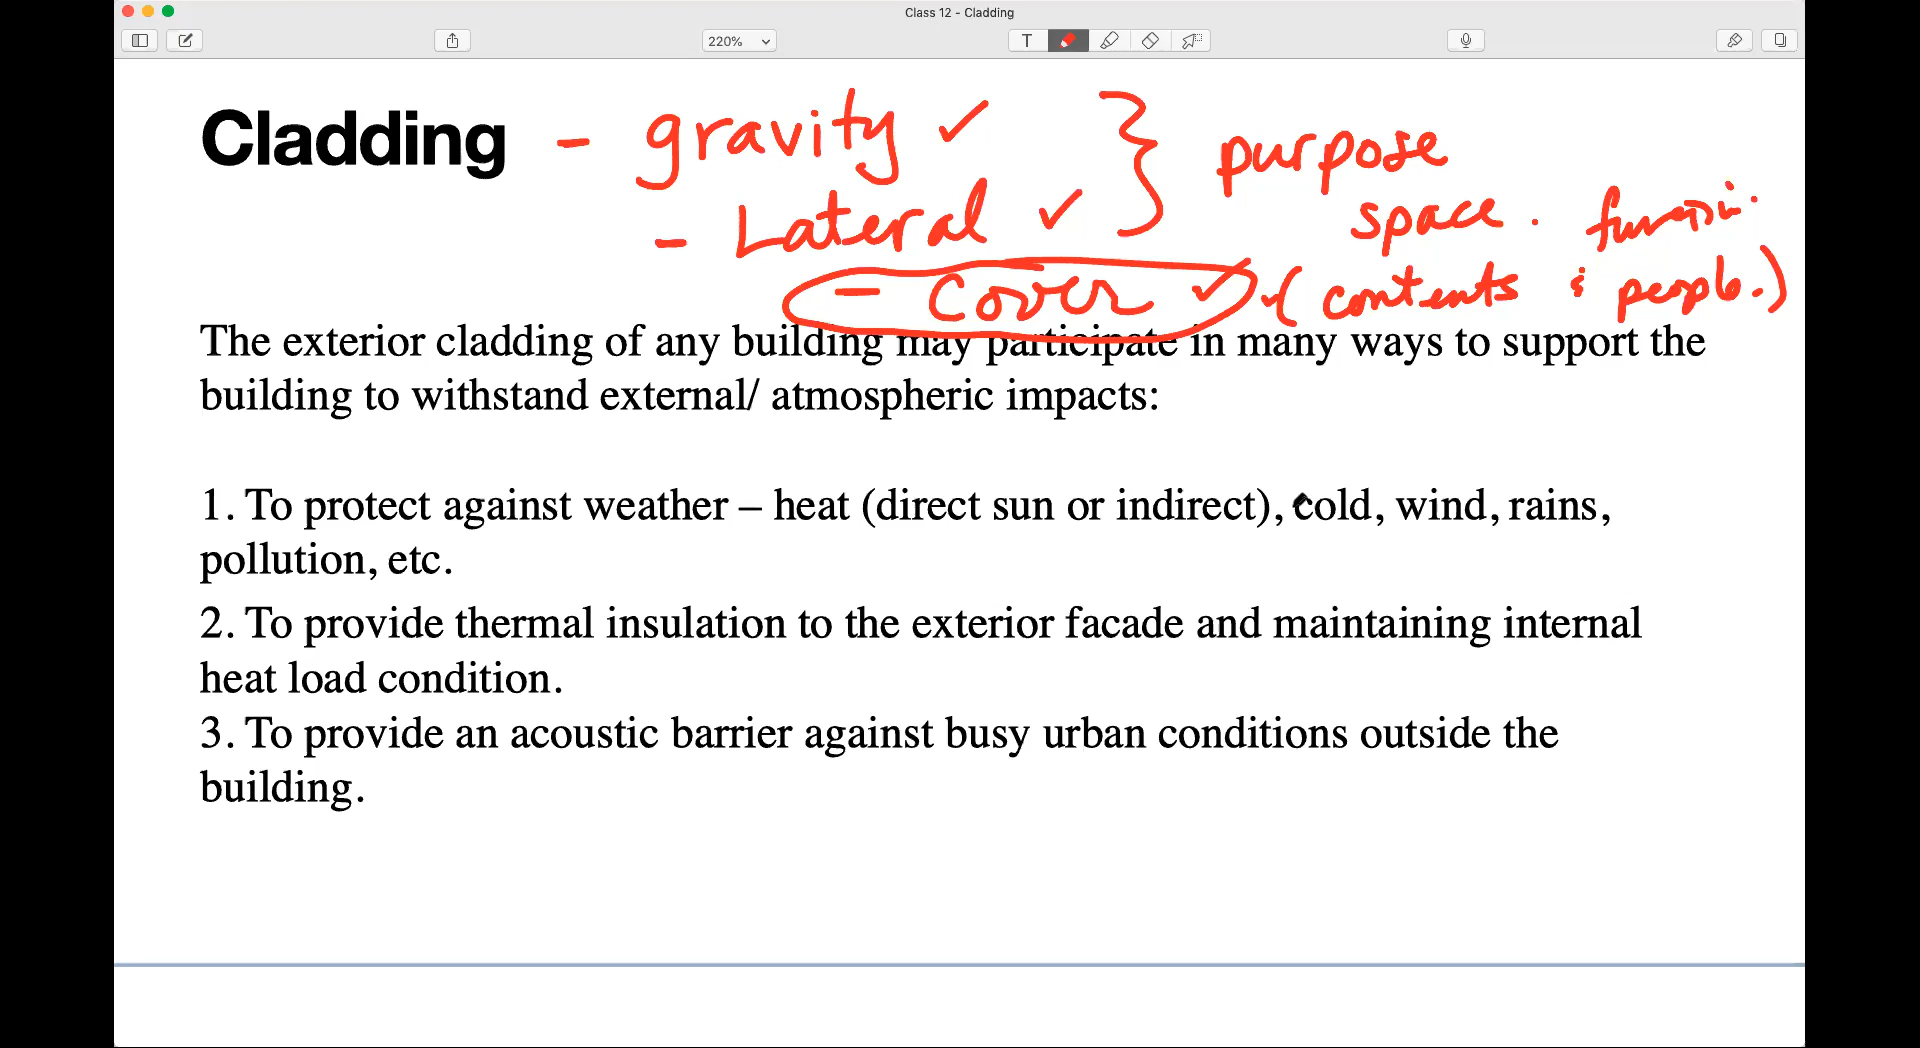 Class 12 - Cladding
220%
T
Cladding - gravity ✓ } purpose
- Lateral ✓ space. function.
- Cover ✓ (contents & people.)
The exterior cladding of any building may participate in many ways to support the
building to withstand external/ atmospheric impacts:
1. To protect against weather – heat (direct sun or indirect), cold, wind, rains,
pollution, etc.
2. To provide thermal insulation to the exterior facade and maintaining internal
heat load condition.
3. To provide an acoustic barrier against busy urban conditions outside the
building.